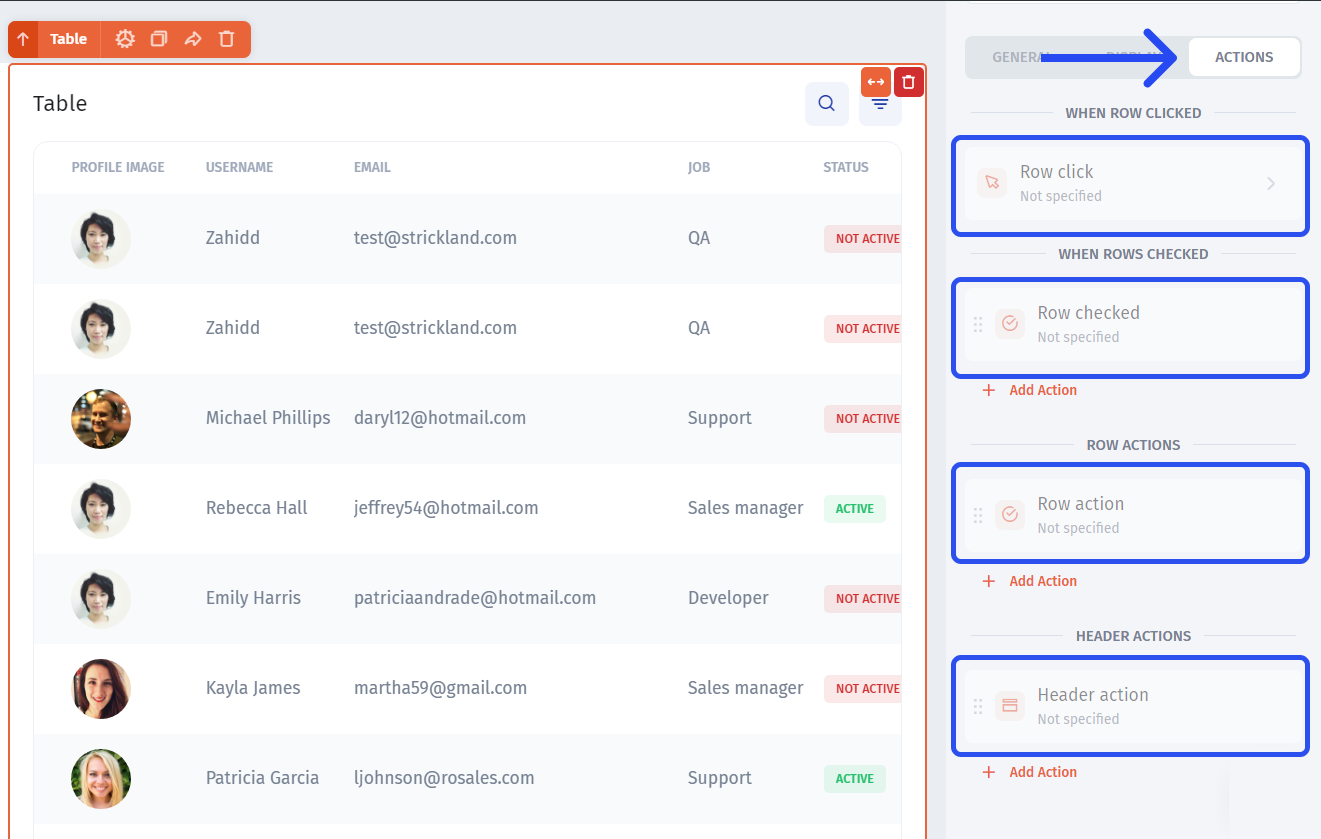 Table
GENERAL DISPLAY ACTIONS
Table
WHEN ROW CLICKED
Row click
Not specified
WHEN ROWS CHECKED
Row checked
Not specified
Add Action
ROW ACTIONS
Row action
Not specified
Add Action
HEADER ACTIONS
Header action
Not specified
Add Action
PROFILE IMAGE USERNAME EMAIL JOB STATUS
Zahidd test@strickland.com QA NOT ACTIVE
Zahidd test@strickland.com QA NOT ACTIVE
Michael Phillips daryl12@hotmail.com Support NOT ACTIVE
Rebecca Hall jeffrey54@hotmail.com Sales manager ACTIVE
Emily Harris patriciaandrade@hotmail.com Developer NOT ACTIVE
Kayla James martha59@gmail.com Sales manager NOT ACTIVE
Patricia Garcia ljohnson@rosales.com Support ACTIVE